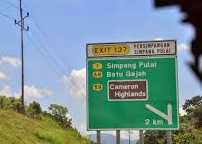 EXIT 137
PERSIMPANGAN
SIMPANG PULAI
Simpang Pulai
Batu Gajah
Cameron
Highlands
2 km